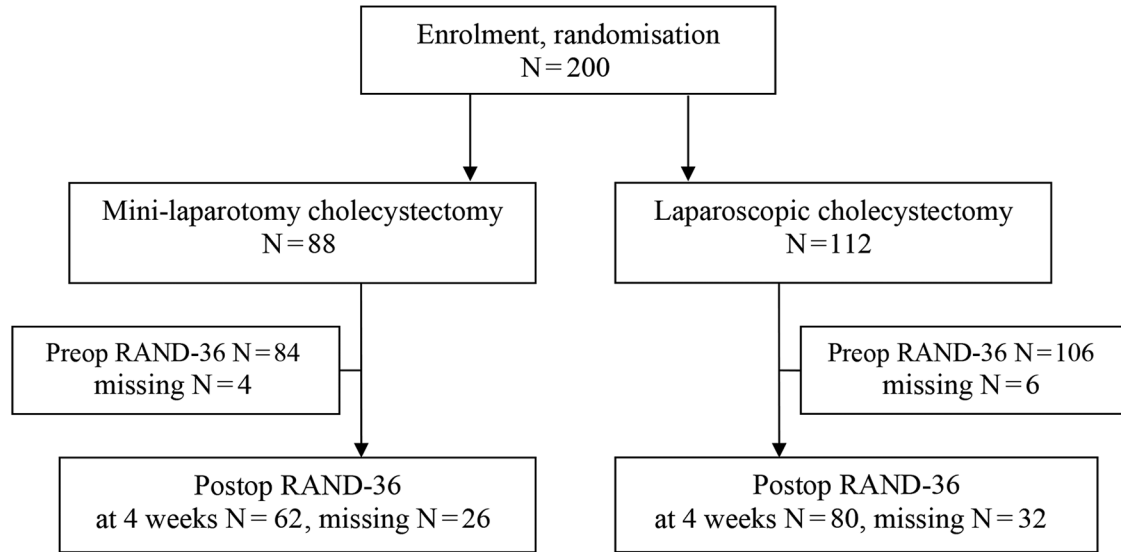 Enrolment, randomisation
N=200
Mini-laparotomy cholecystectomy
N=88
Laparoscopic cholecystectomy
N=112
Preop RAND-36 N=84
missing N=4
Preop RAND-36 N=106
missing N=6
Postop RAND-36
at 4 weeks N=62, missing N=26
Postop RAND-36
at 4 weeks N=80, missing N=32